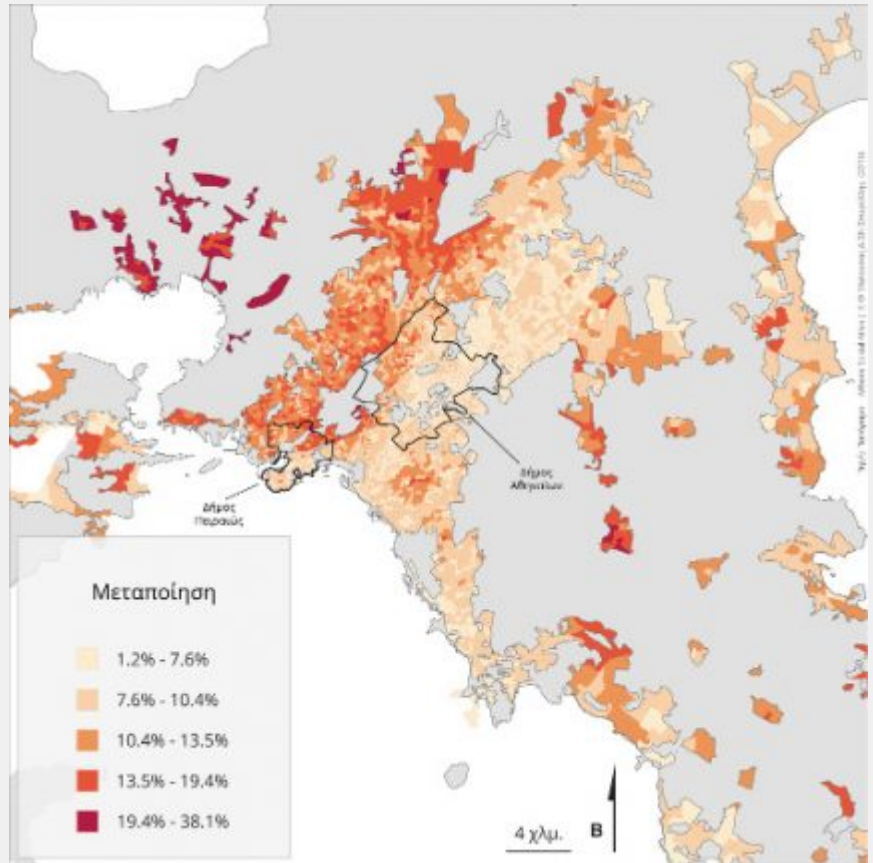 Δήμος
Αθηναίων
Δήμος
Πειραιώς
Μεταποίηση
1.2% - 7.6%
7.6% - 10.4%
10.4% - 13.5%
13.5% - 19.4%
19.4% - 38.1%
4 χλμ.
Β